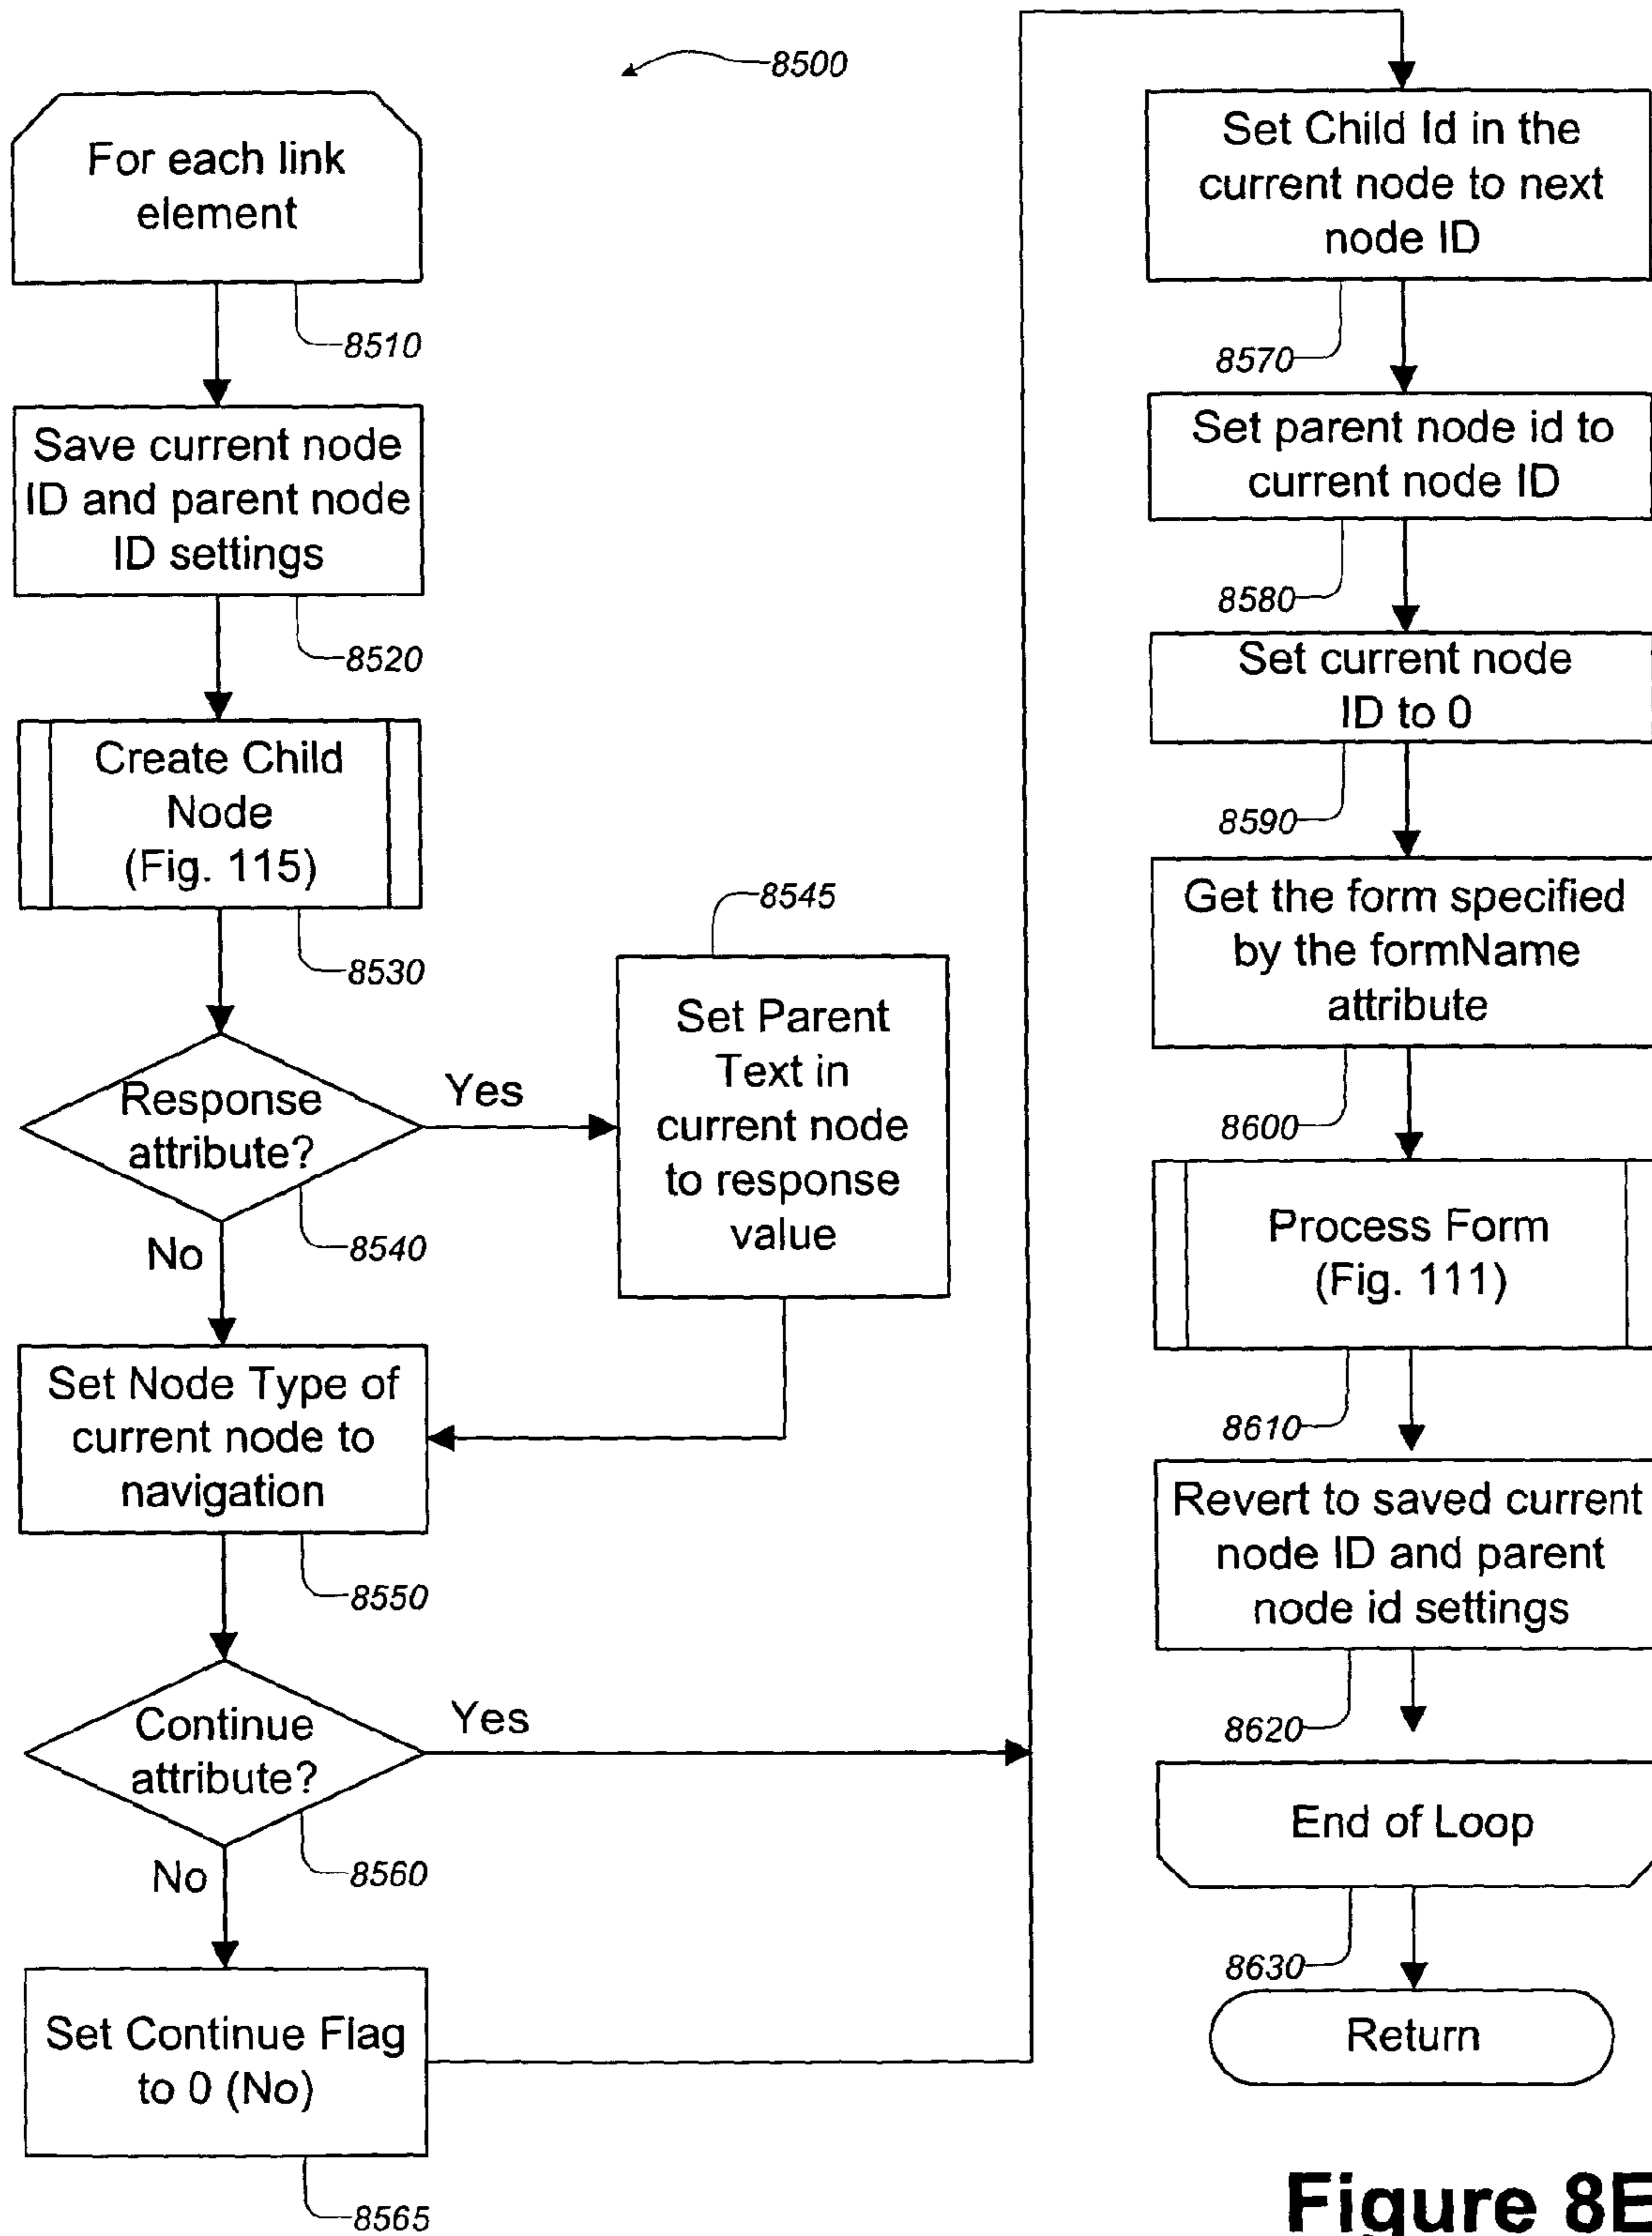 8500
For each link
element
8510
Save current node
ID and parent node
ID settings
8520
Create Child
Node
(Fig. 115)
8530
Response
attribute?
Yes
No
8540
8545
Set Parent
Text in
current node
to response
value
Set Node Type of
current node to
navigation
8550
Continue
attribute?
Yes
No
8560
Set Continue Flag
to 0 (No)
8565
Set Child Id in the
current node to next
node ID
8570
Set parent node id to
current node ID
8580
Set current node
ID to 0
8590
Get the form specified
by the formName
attribute
8600
Process Form
(Fig. 111)
8610
Revert to saved current
node ID and parent
node id settings
8620
End of Loop
8630
Return
Figure 8E